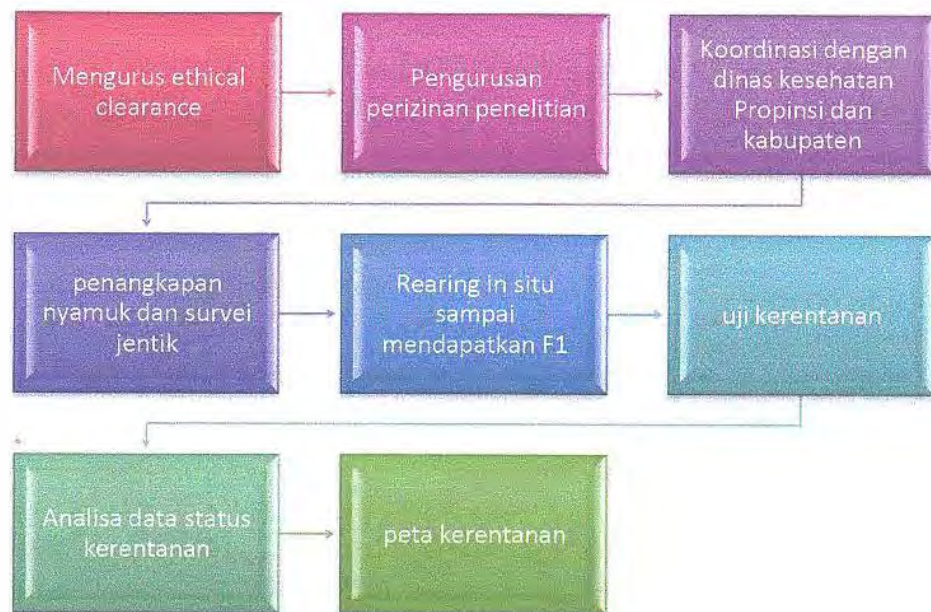 Mengurus ethical
clearance
Pengurusan
perizinan penelitian
Koordinasi dengan
dinas kesehatan
Propinsi dan
kabupaten
penangkapan
nyamuk dan survei
jentik
Rearing in situ
sampai
mendapatkan F1
uji kerentanan
Analisa data status
kerentanan
peta kerentanan